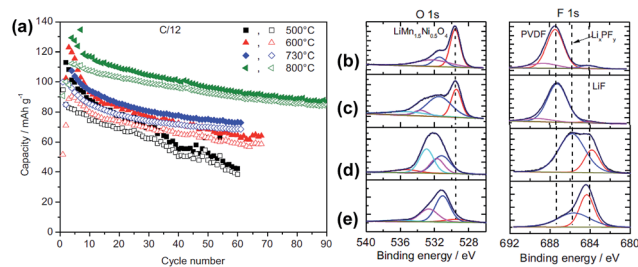 (a)
C/12
500°C
600°C
730°C
800°C
Capacity / mAh g⁻¹
140
120
100
80
60
40
20
0
0 10 20 30 40 50 60 70 80 90
Cycle number
O 1s
F 1s
LiMn₁.₅Ni₀.₅O₄
PVDF
LiₓPFᵧ
LiF
(b)
(c)
(d)
(e)
540 536 532 528
692 688 684 680
Binding energy / eV
Binding energy / eV